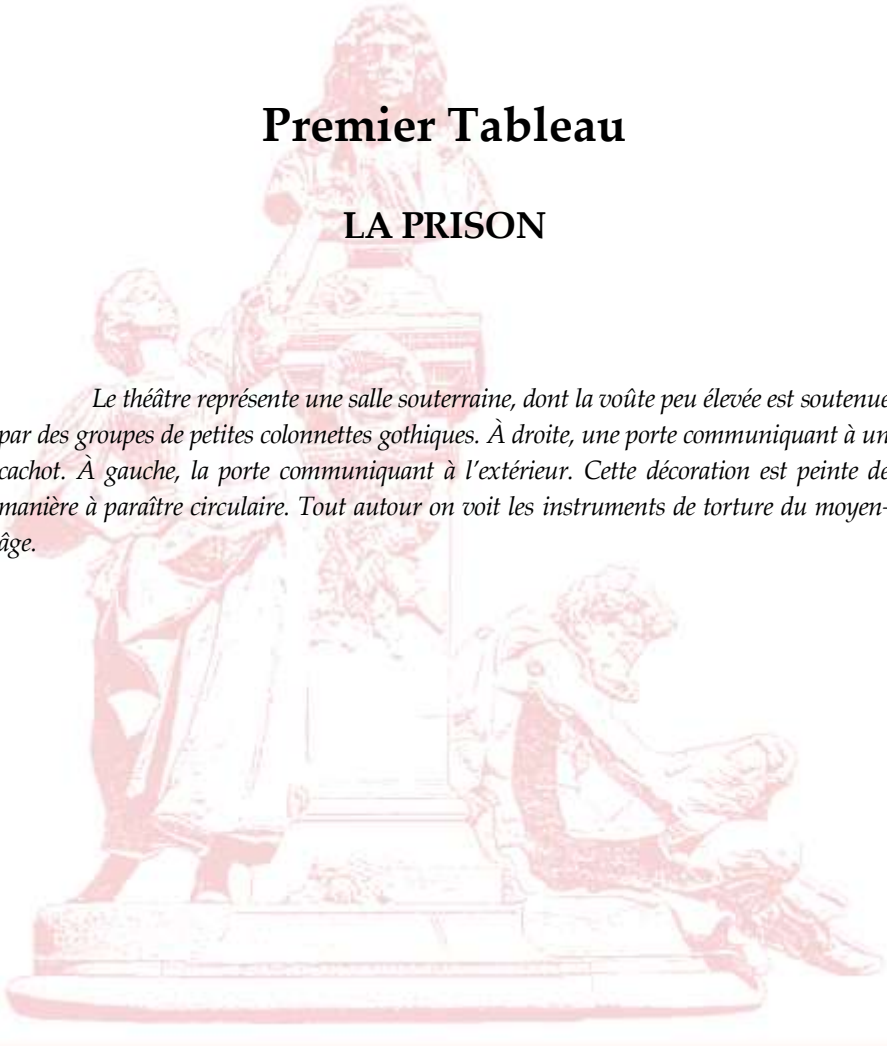 Premier Tableau
LA PRISON
Le théâtre représente une salle souterraine, dont la voûte peu élevée est soutenue
par des groupes de petites colonnettes gothiques. À droite, une porte communiquant à un
cachot. À gauche, la porte communiquant à l’extérieur. Cette décoration est peinte de
manière à paraître circulaire. Tout autour on voit les instruments de torture du moyen-
âge.